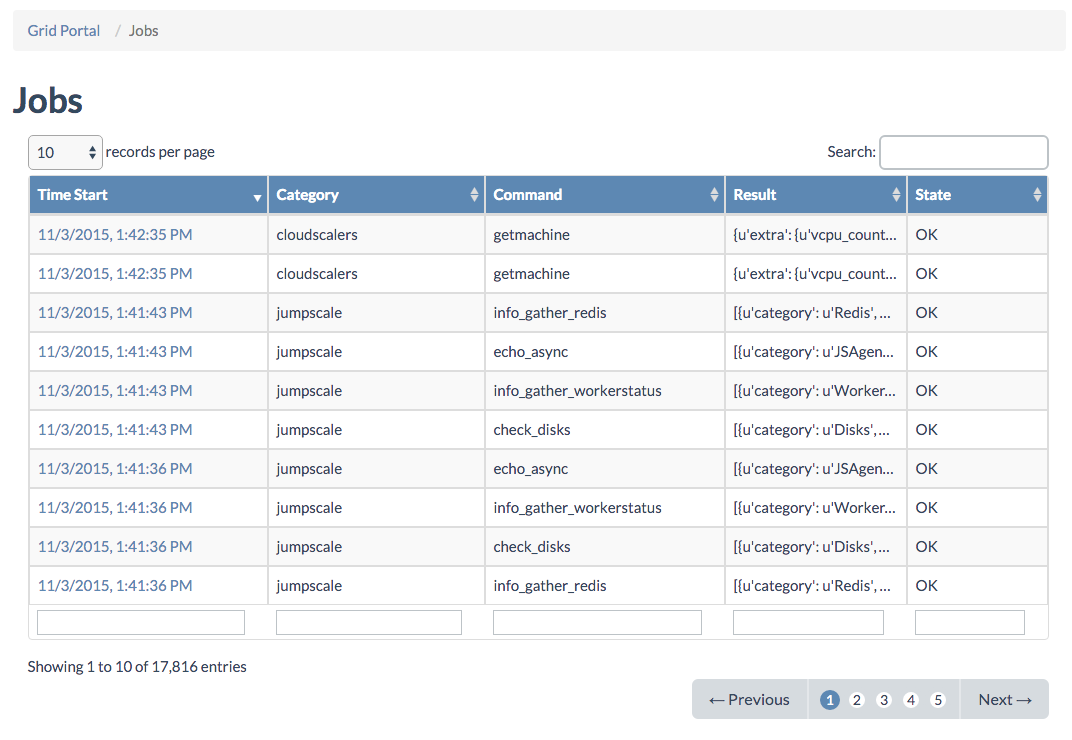 Grid Portal / Jobs
Jobs
10 records per page Search:
Time Start Category Command Result State
11/3/2015, 1:42:35 PM cloudscalers getmachine {u'extra': {u'vcpu_count... OK
11/3/2015, 1:42:35 PM cloudscalers getmachine {u'extra': {u'vcpu_count... OK
11/3/2015, 1:41:43 PM jumpscale info_gather_redis [{u'category': u'Redis', ... OK
11/3/2015, 1:41:43 PM jumpscale echo_async [{u'category': u'JSAgen... OK
11/3/2015, 1:41:43 PM jumpscale info_gather_workerstatus [{u'category': u'Worker... OK
11/3/2015, 1:41:43 PM jumpscale check_disks [{u'category': u'Disks',... OK
11/3/2015, 1:41:36 PM jumpscale echo_async [{u'category': u'JSAgen... OK
11/3/2015, 1:41:36 PM jumpscale info_gather_workerstatus [{u'category': u'Worker... OK
11/3/2015, 1:41:36 PM jumpscale check_disks [{u'category': u'Disks',... OK
11/3/2015, 1:41:36 PM jumpscale info_gather_redis [{u'category': u'Redis', ... OK
Showing 1 to 10 of 17,816 entries
← Previous 1 2 3 4 5 Next →